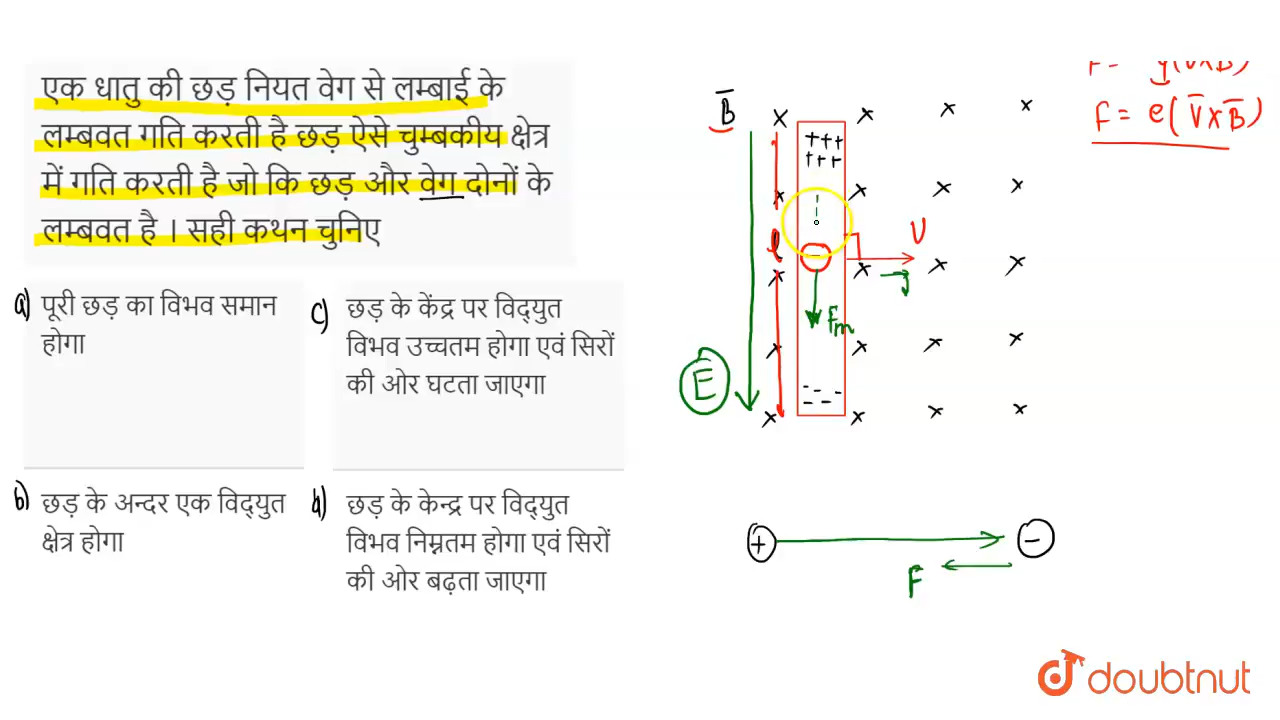 एक धातु की छड़ नियत वेग से लम्बाई के
लम्बवत गति करती है छड़ ऐसे चुम्बकीय क्षेत्र
में गति करती है जो कि छड़ और वेग दोनों के
लम्बवत है । सही कथन चुनिए
a) पूरी छड़ का विभव समान
होगा
b) छड़ के अन्दर एक विद्युत
क्षेत्र होगा
c) छड़ के केंद्र पर विद्युत
विभव उच्चतम होगा एवं सिरों
की ओर घटता जाएगा
d) छड़ के केन्द्र पर विद्युत
विभव निम्नतम होगा एवं सिरों
की ओर बढ़ता जाएगा
B̅
× × × ×
+++
+++
× × × ×
l
−
V
× × × ×
Fm
E
× × × ×
− − −
− − −
× × × ×
F = e(V̅×B̅)
+ −
F
doubtnut